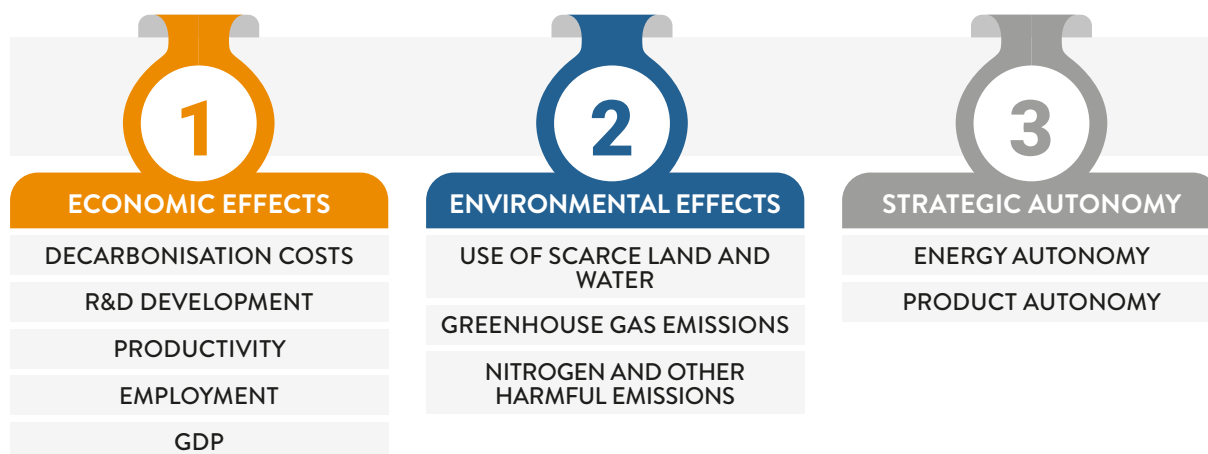 1
ECONOMIC EFFECTS
DECARBONISATION COSTS
R&D DEVELOPMENT
PRODUCTIVITY
EMPLOYMENT
GDP
2
ENVIRONMENTAL EFFECTS
USE OF SCARCE LAND AND
WATER
GREENHOUSE GAS EMISSIONS
NITROGEN AND OTHER
HARMFUL EMISSIONS
3
STRATEGIC AUTONOMY
ENERGY AUTONOMY
PRODUCT AUTONOMY